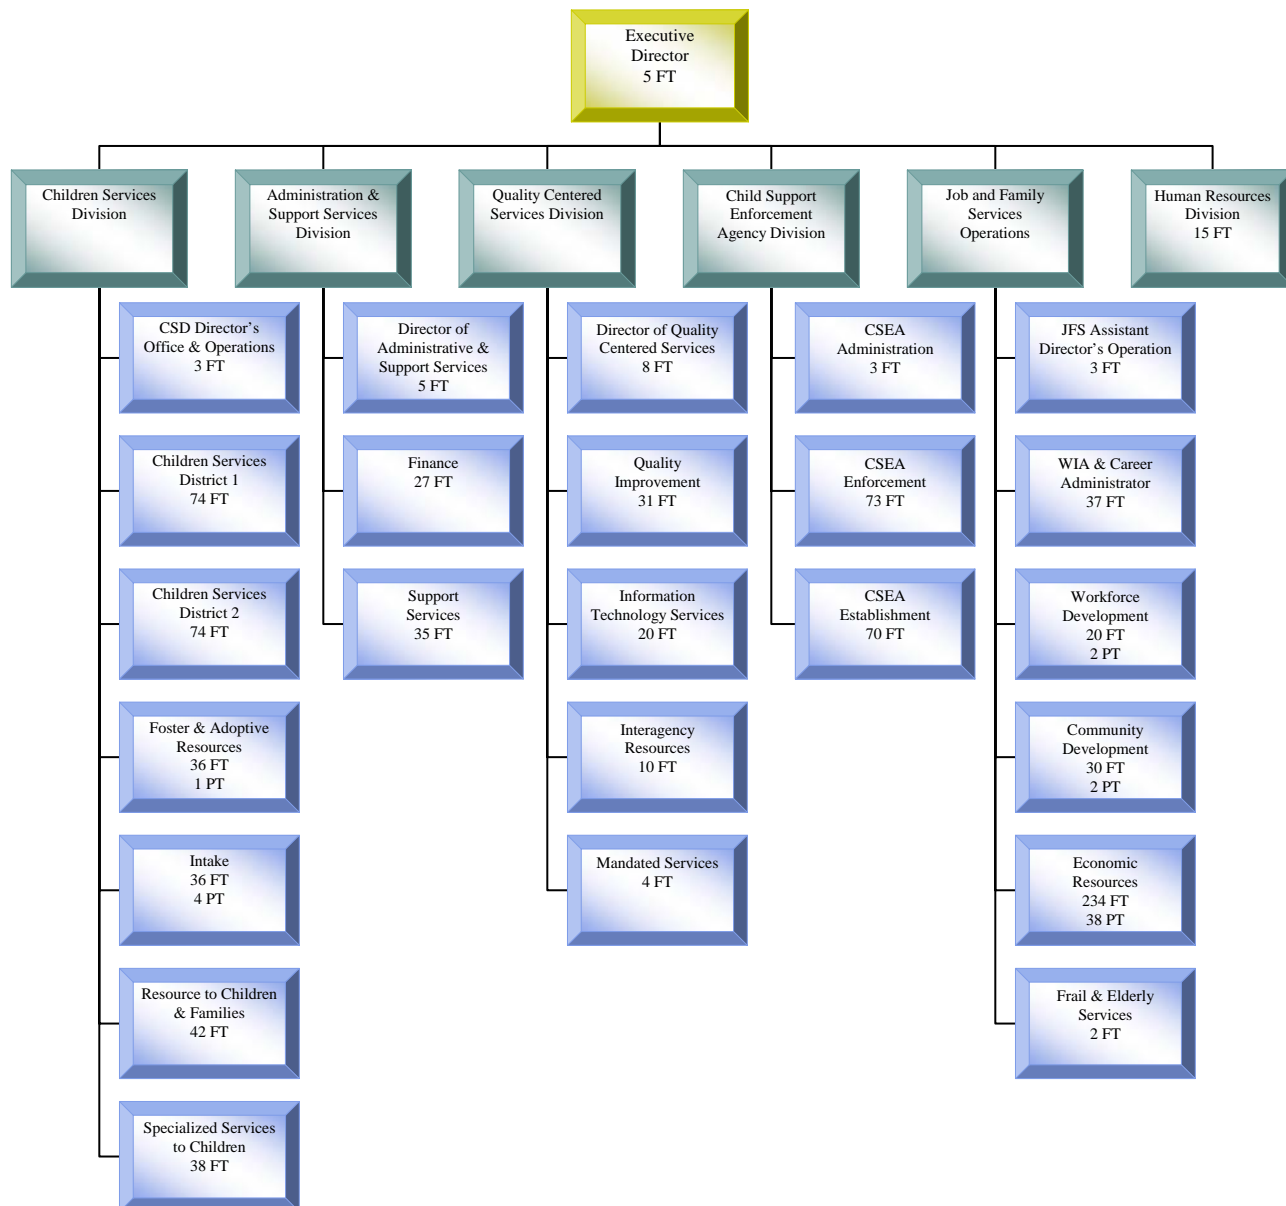 Executive
Director
5 FT
Children Services
Division
Administration &
Support Services
Division
Quality Centered
Services Division
Child Support
Enforcement
Agency Division
Job and Family
Services
Operations
Human Resources
Division
15 FT
CSD Director’s
Office & Operations
3 FT
Children Services
District 1
74 FT
Children Services
District 2
74 FT
Foster & Adoptive
Resources
36 FT
1 PT
Intake
36 FT
4 PT
Resource to Children
& Families
42 FT
Specialized Services
to Children
38 FT
Director of
Administrative &
Support Services
5 FT
Finance
27 FT
Support
Services
35 FT
Director of Quality
Centered Services
8 FT
Quality
Improvement
31 FT
Information
Technology Services
20 FT
Interagency
Resources
10 FT
Mandated Services
4 FT
CSEA
Administration
3 FT
CSEA
Enforcement
73 FT
CSEA
Establishment
70 FT
JFS Assistant
Director’s Operation
3 FT
WIA & Career
Administrator
37 FT
Workforce
Development
20 FT
2 PT
Community
Development
30 FT
2 PT
Economic
Resources
234 FT
38 PT
Frail & Elderly
Services
2 FT